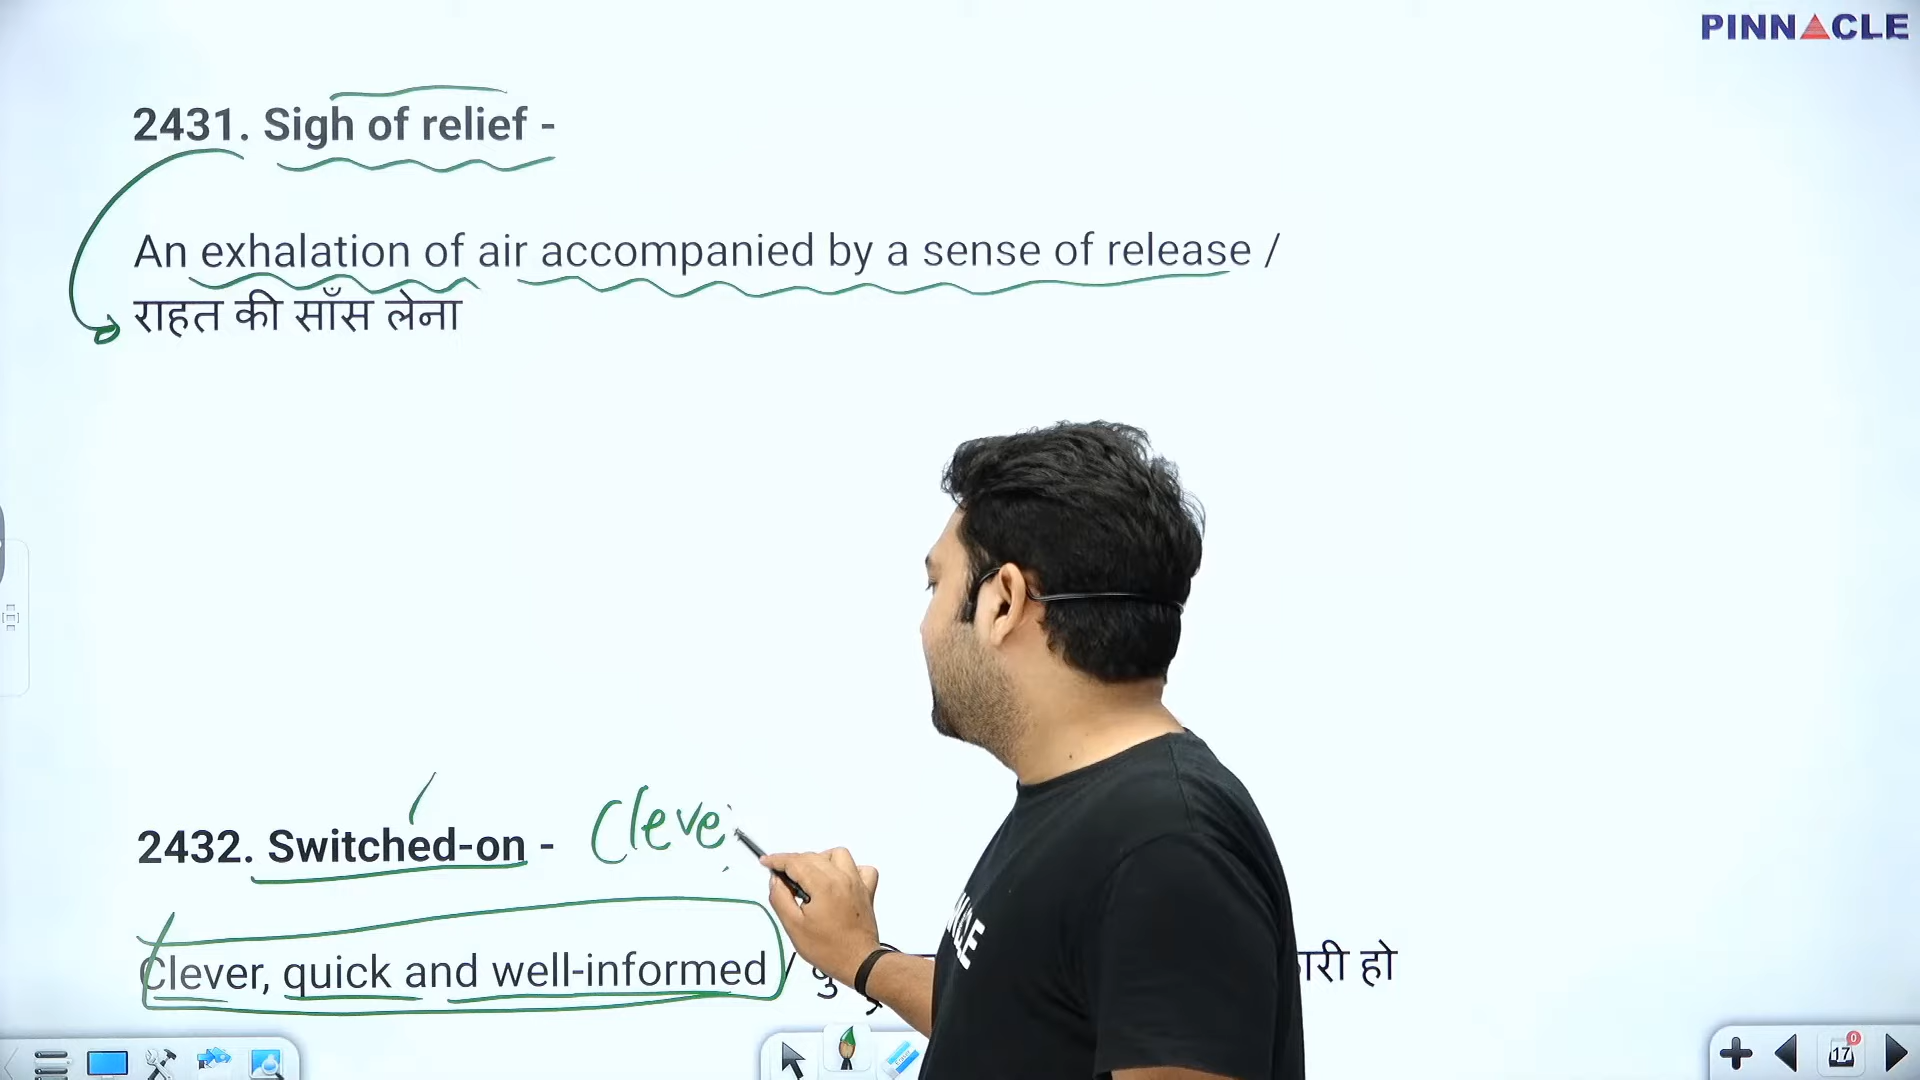 PINNACLE
2431. Sigh of relief -
An exhalation of air accompanied by a sense of release /
राहत की साँस लेना
2432. Switched-on - Cleve
Clever, quick and well-informed / हो
17